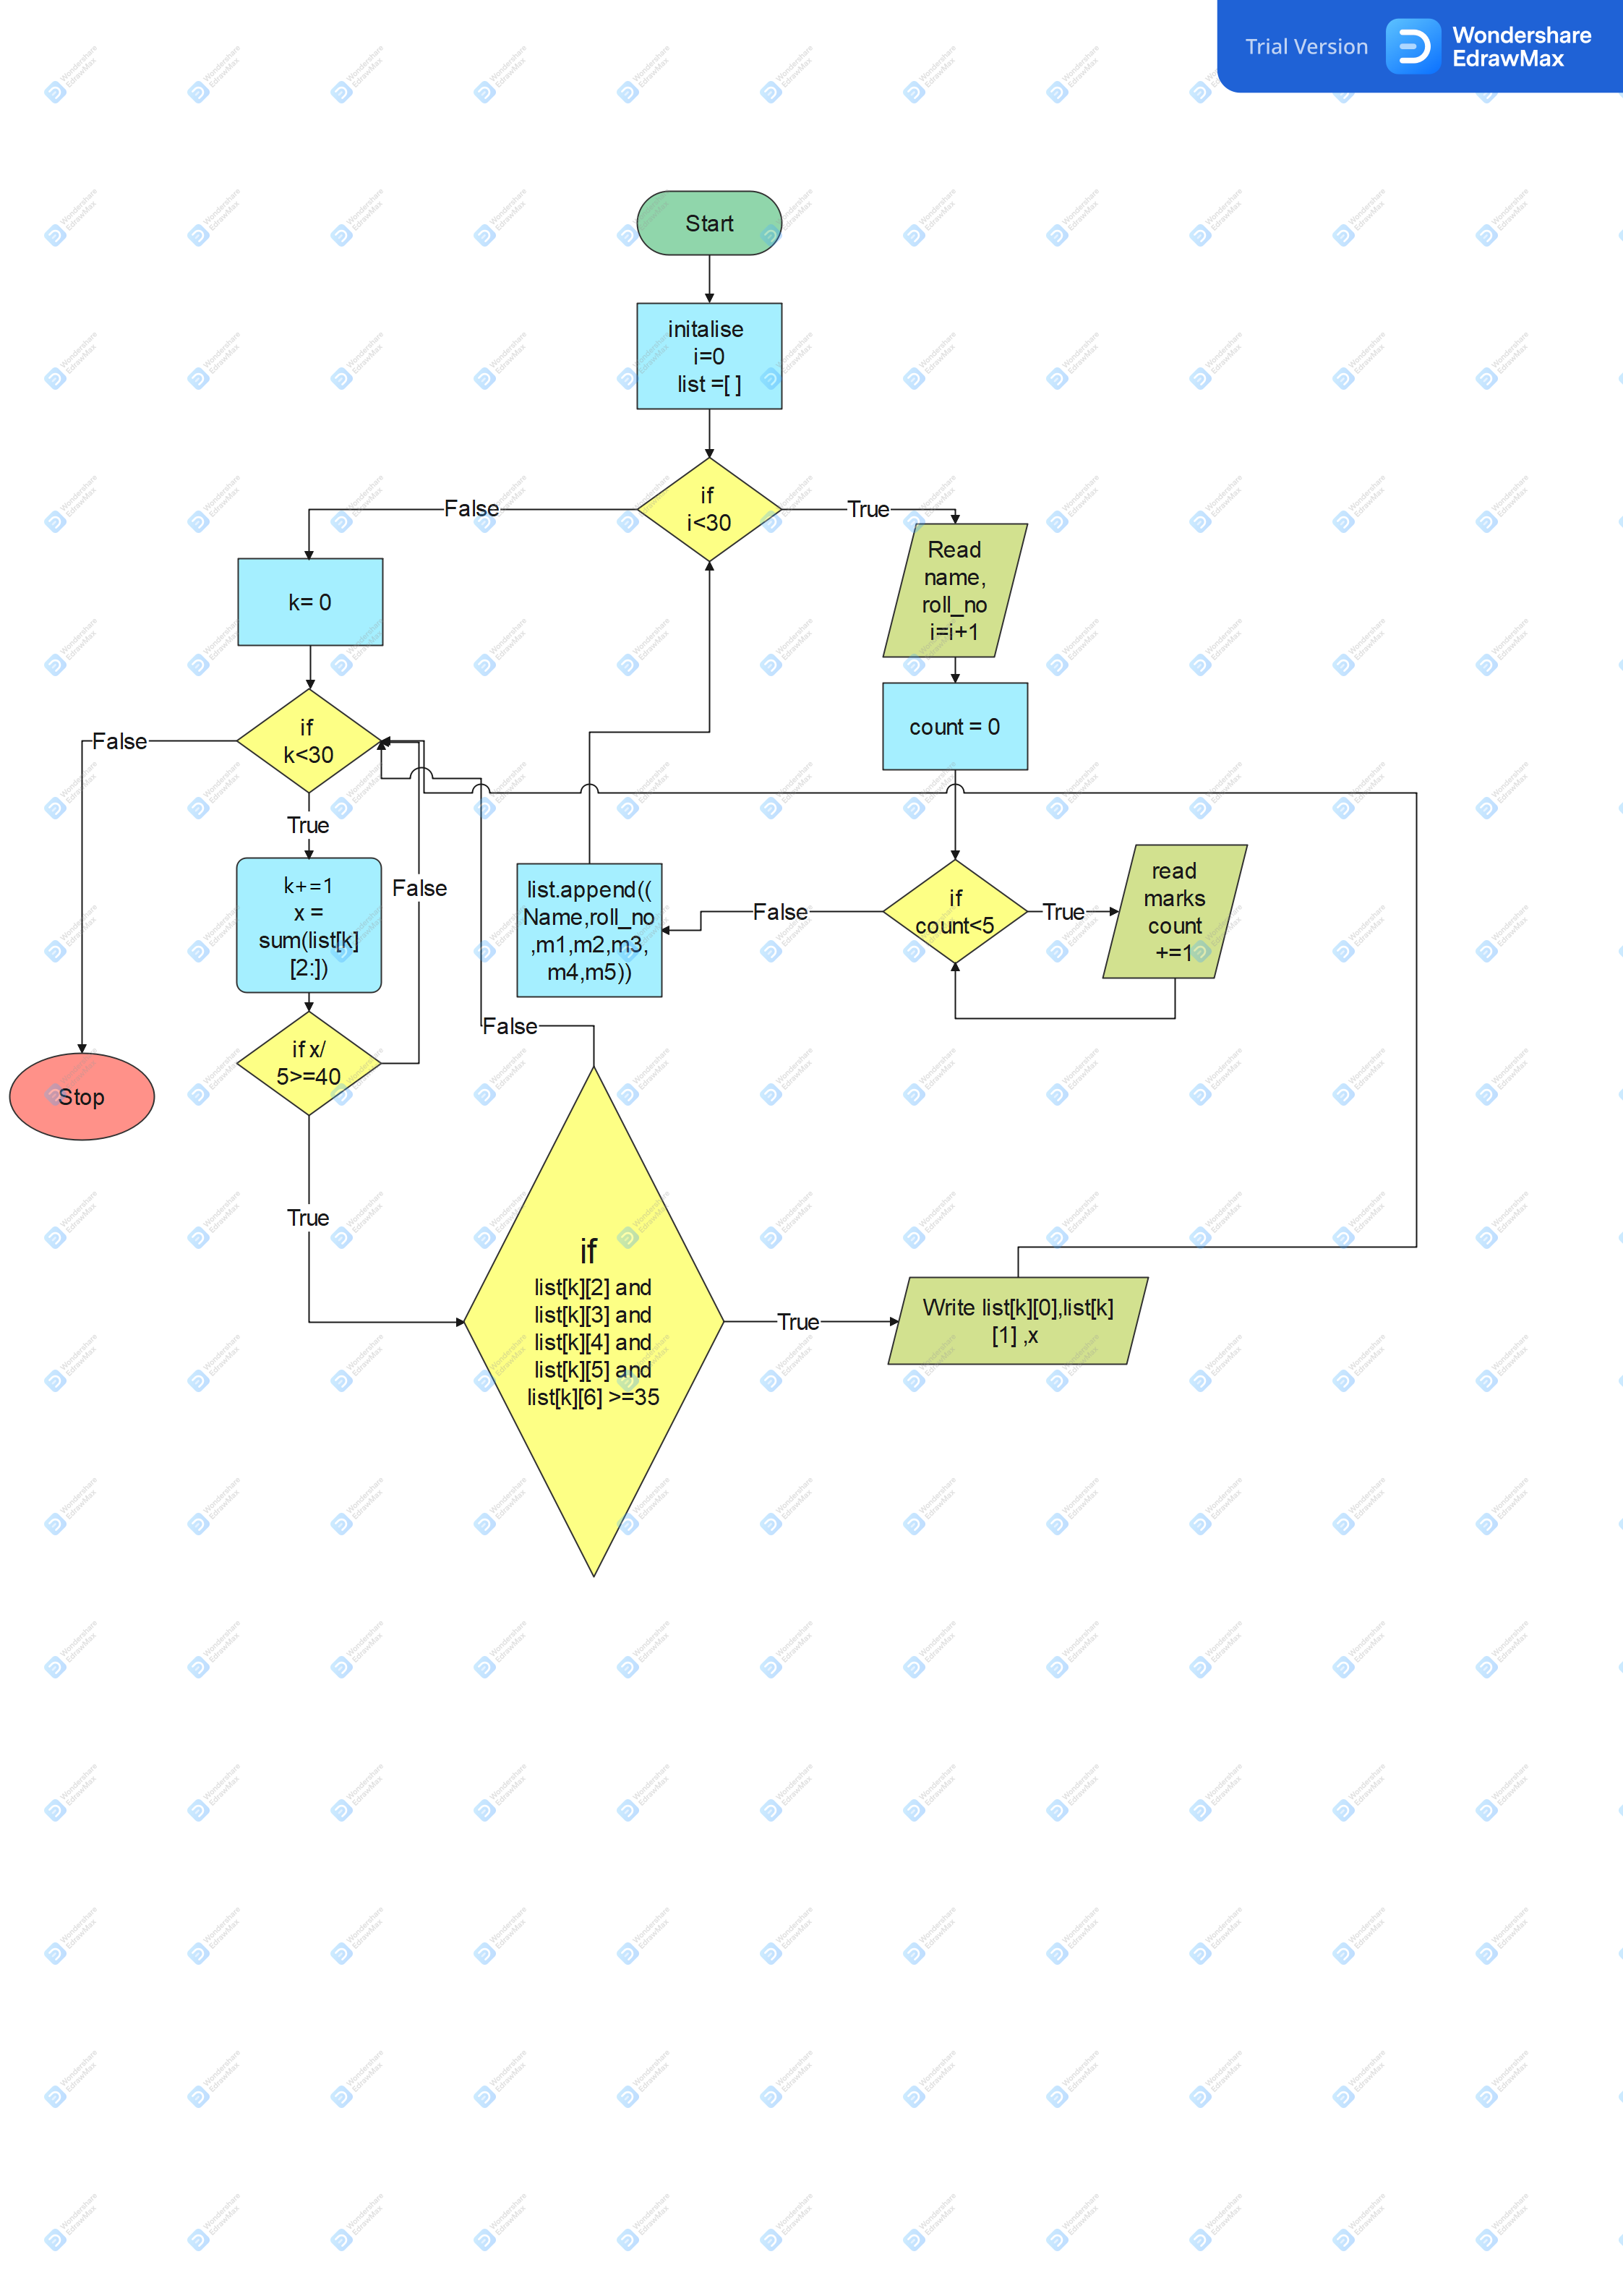 Trial Version
Wondershare
EdrawMax
Start
initalise
i=0
list =[ ]
if
i<30
False
True
Read
name,
roll_no
i=i+1
k= 0
count = 0
if
k<30
False
True
k+=1
x =
sum(list[k]
[2:])
False
list.append((
Name,roll_no
,m1,m2,m3,
m4,m5))
False
if
count<5
True
read
marks
count
+=1
if x/
5>=40
False
Stop
True
if
list[k][2] and
list[k][3] and
list[k][4] and
list[k][5] and
list[k][6] >=35
True
Write list[k][0],list[k]
[1] ,x